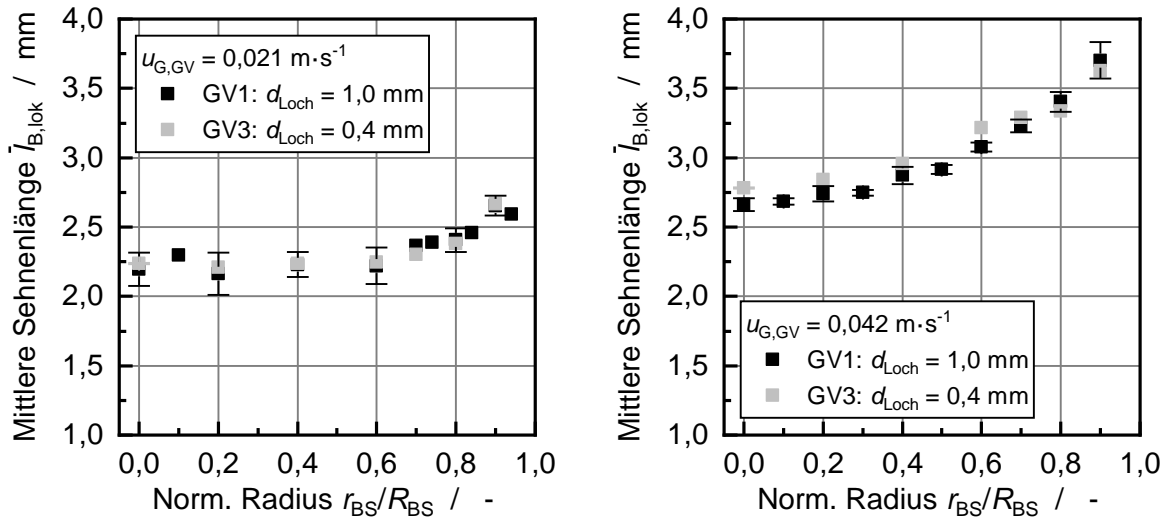 4,0
3,5
3,0
2,5
2,0
1,5
1,0
Mittlere Sehnenlänge l̄B,lok / mm
uG,GV = 0,021 m·s-1
GV1: dLoch = 1,0 mm
GV3: dLoch = 0,4 mm
0,0 0,2 0,4 0,6 0,8 1,0
Norm. Radius rBS/RBS / -
4,0
3,5
3,0
2,5
2,0
1,5
1,0
Mittlere Sehnenlänge l̄B,lok / mm
uG,GV = 0,042 m·s-1
GV1: dLoch = 1,0 mm
GV3: dLoch = 0,4 mm
0,0 0,2 0,4 0,6 0,8 1,0
Norm. Radius rBS/RBS / -